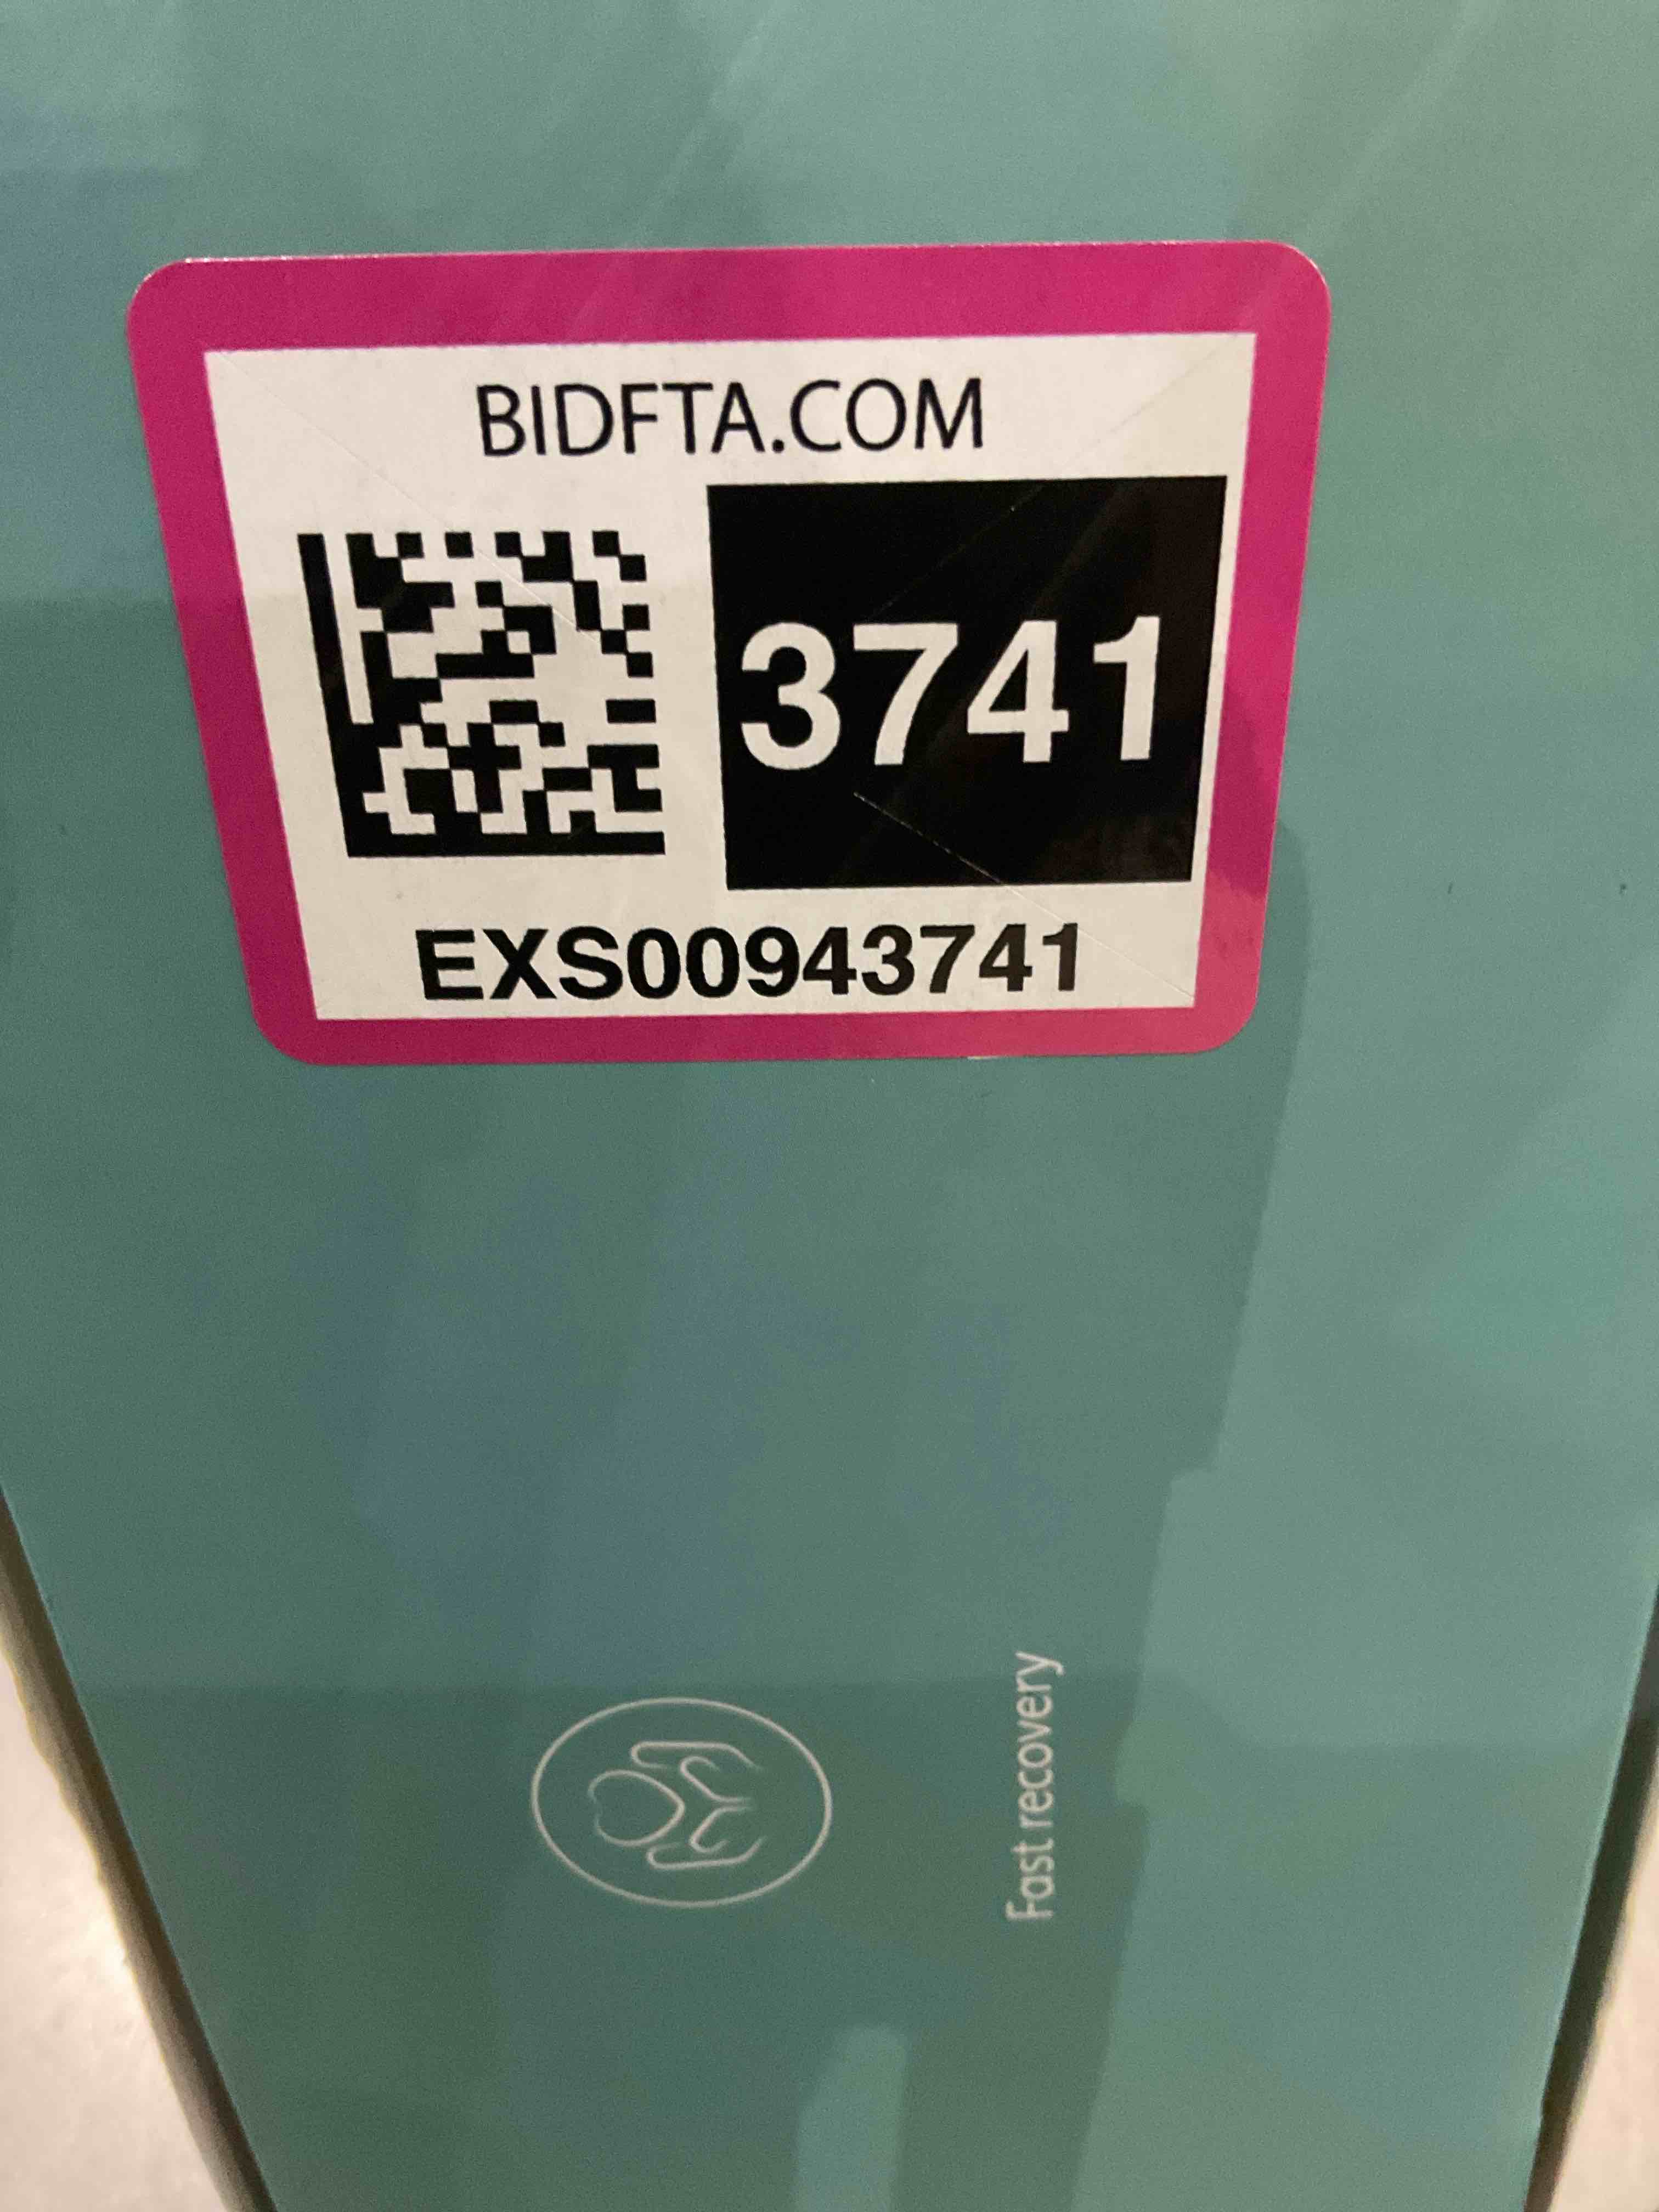 BIDFTA.COM
3741
EXS00943741
Fast recovery